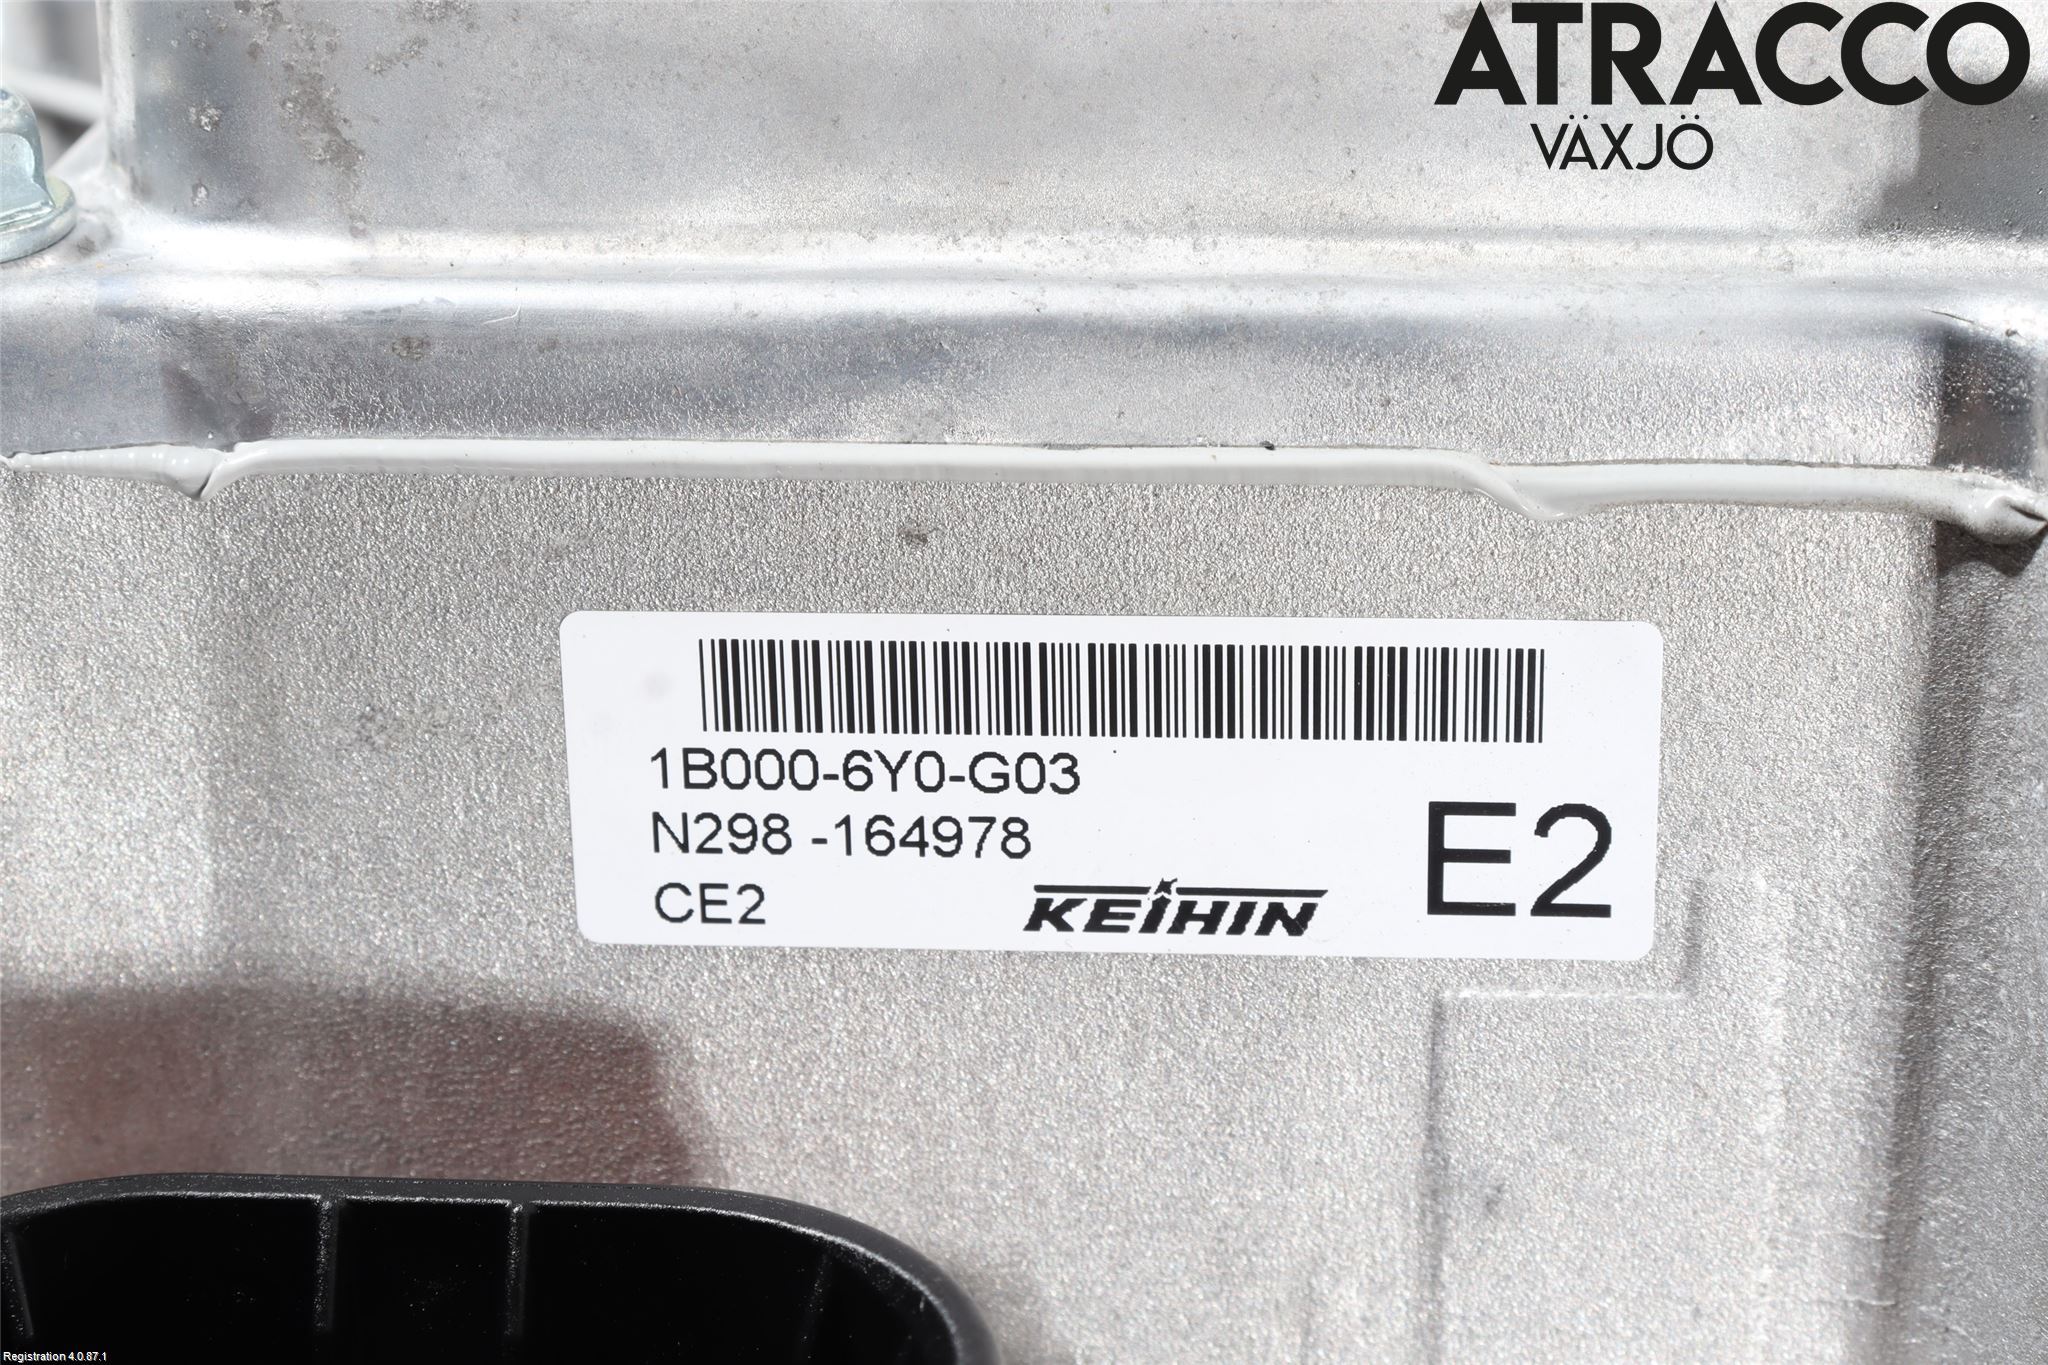 ATRACCO
VÄXJÖ
1B000-6Y0-G03
N298 -164978
CE2
KEIHIN
E2
Registration 4.0.87.1